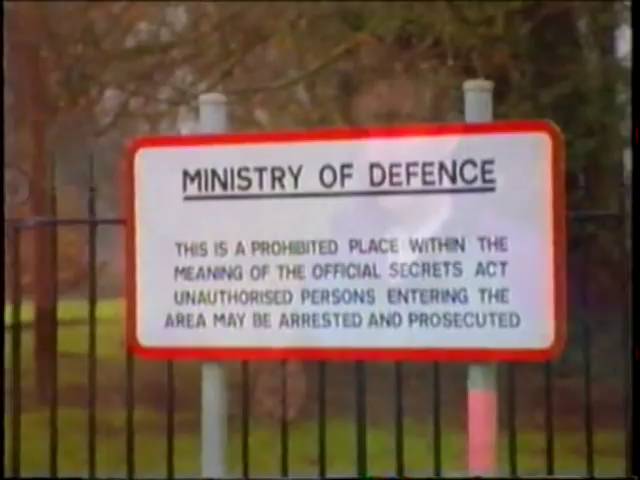 MINISTRY OF DEFENCE
THIS IS A PROHIBITED PLACE WITHIN THE
MEANING OF THE OFFICIAL SECRETS ACT
UNAUTHORISED PERSONS ENTERING THE
AREA MAY BE ARRESTED AND PROSECUTED